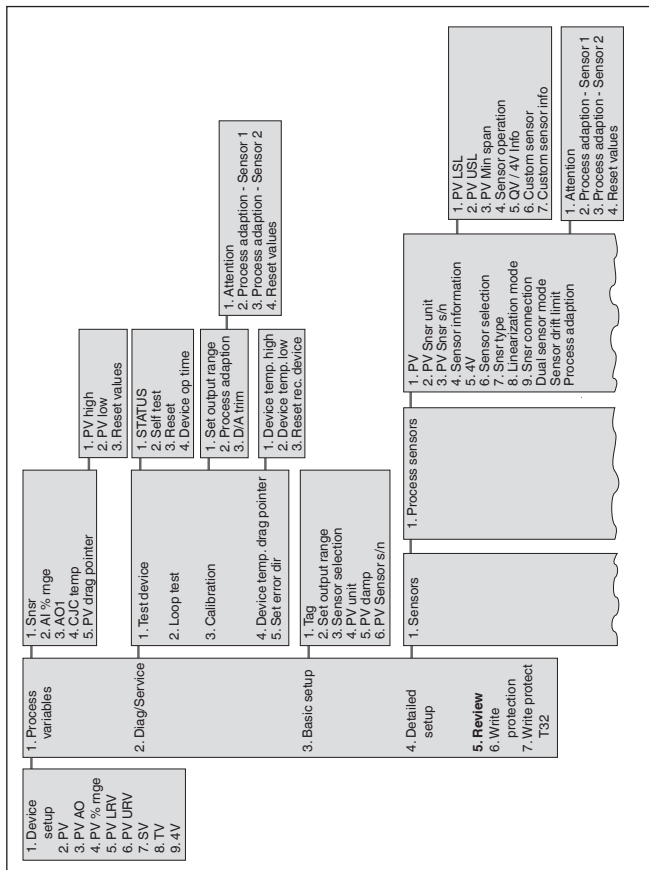 1. Device
setup
2. PV
3. PV AO
4. PV % rnge
5. PV LRV
6. PV URV
7. SV
8. TV
9. 4V
1. Process
variables
2. Diag/Service
3. Basic setup
4. Detailed
setup
5. Review
6. Write
protection
7. Write protect
T32
1. Snsr
2. AI % rnge
3. AO1
4. CJC temp
5. PV drag pointer
1. PV high
2. PV low
3. Reset values
1. Test device
2. Loop test
3. Calibration
4. Device temp. drag pointer
5. Set error dir
1. STATUS
2. Self test
3. Reset
4. Device op time
1. Set output range
2. Process adaption
3. D/A trim
1. Attention
2. Process adaption - Sensor 1
3. Process adaption - Sensor 2
4. Reset values
1. Device temp. high
2. Device temp. low
3. Reset rec. device
1. Tag
2. Set output range
3. Sensor selection
4. PV unit
5. PV damp
6. PV Sensor s/n
1. Sensors
1. Process sensors
1. PV
2. PV Snsr unit
3. PV Snsr s/n
4. Sensor information
5. 4V
6. Sensor selection
7. Snsr type
8. Linearization mode
9. Snsr connection
Dual sensor mode
Sensor drift limit
Process adaption
1. PV LSL
2. PV USL
3. PV Min span
4. Sensor operation
5. QV / 4V Info
6. Custom sensor
7. Custom sensor info
1. Attention
2. Process adaption - Sensor 1
3. Process adaption - Sensor 2
4. Reset values